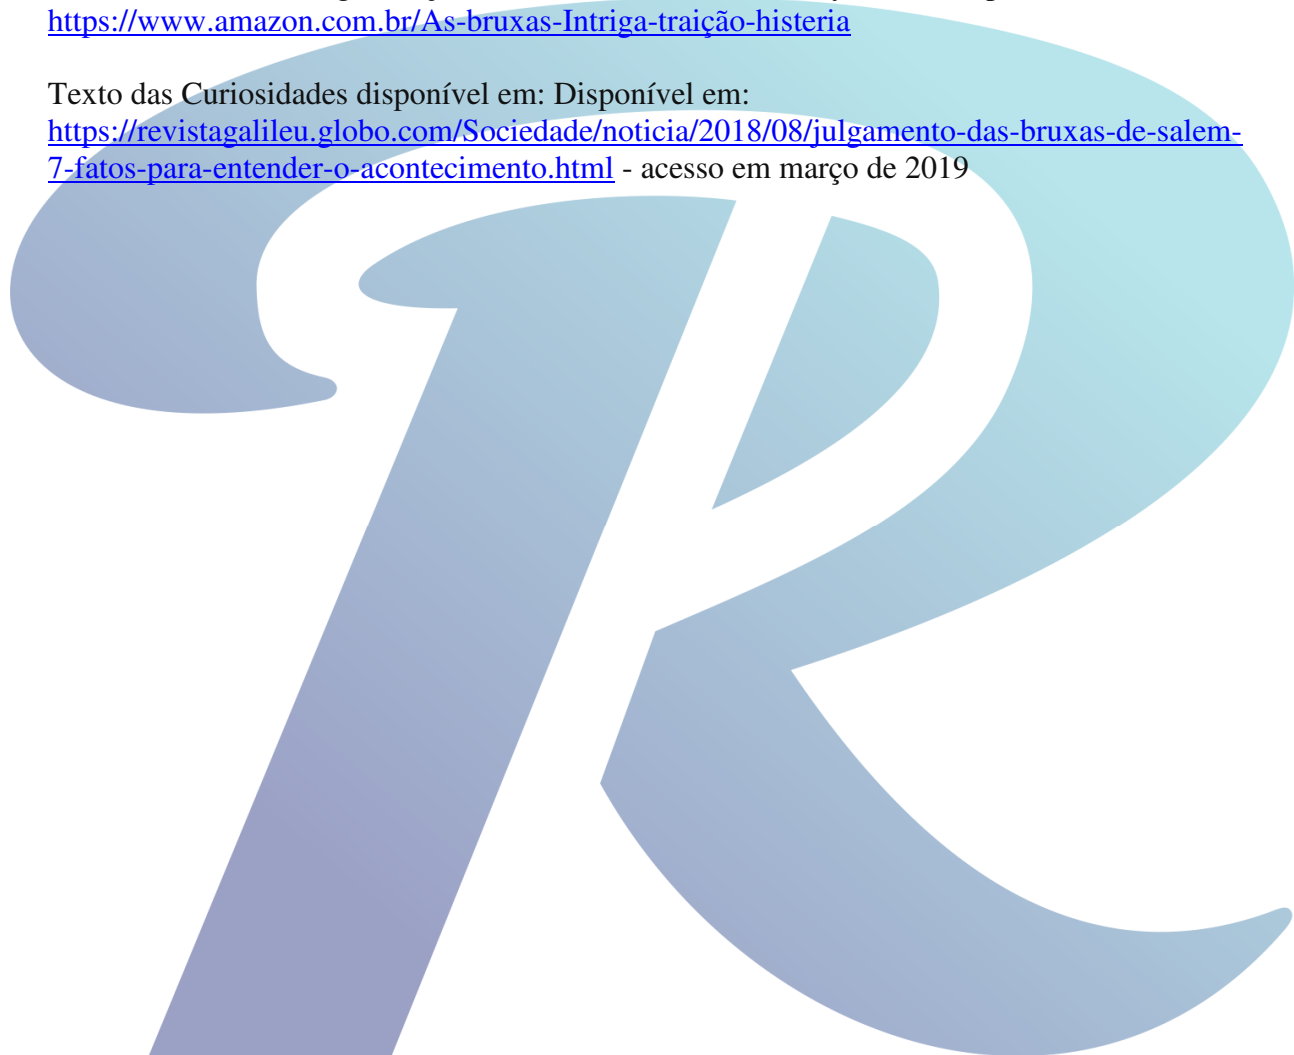 https://www.amazon.com.br/As-bruxas-Intriga-traição-histeria
Texto das Curiosidades disponível em: Disponível em:
https://revistagalileu.globo.com/Sociedade/noticia/2018/08/julgamento-das-bruxas-de-salem-
7-fatos-para-entender-o-acontecimento.html - acesso em março de 2019
R